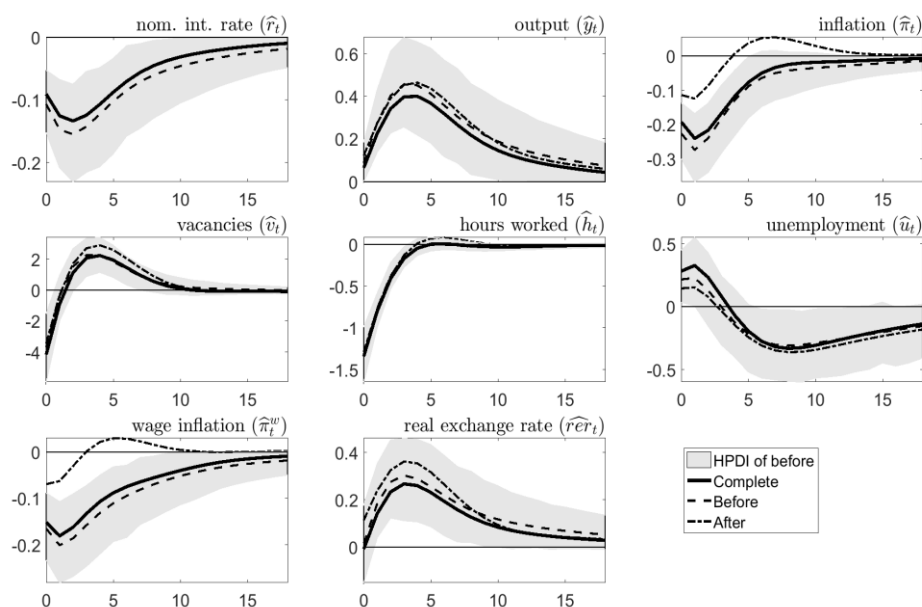 nom. int. rate (r̂ₜ)
0
-0.1
-0.2
0 5 10 15
output (ŷₜ)
0.6
0.4
0.2
0
0 5 10 15
inflation (π̂ₜ)
0
-0.1
-0.2
-0.3
0 5 10 15
vacancies (v̂ₜ)
2
0
-2
-4
0 5 10 15
hours worked (ĥₜ)
0
-0.5
-1
-1.5
0 5 10 15
unemployment (ûₜ)
0.5
0
-0.5
0 5 10 15
wage inflation (π̂ₜʷ)
0
-0.1
-0.2
0 5 10 15
real exchange rate (r̂er̂ₜ)
0.4
0.2
0
0 5 10 15
HPDI of before
Complete
Before
After